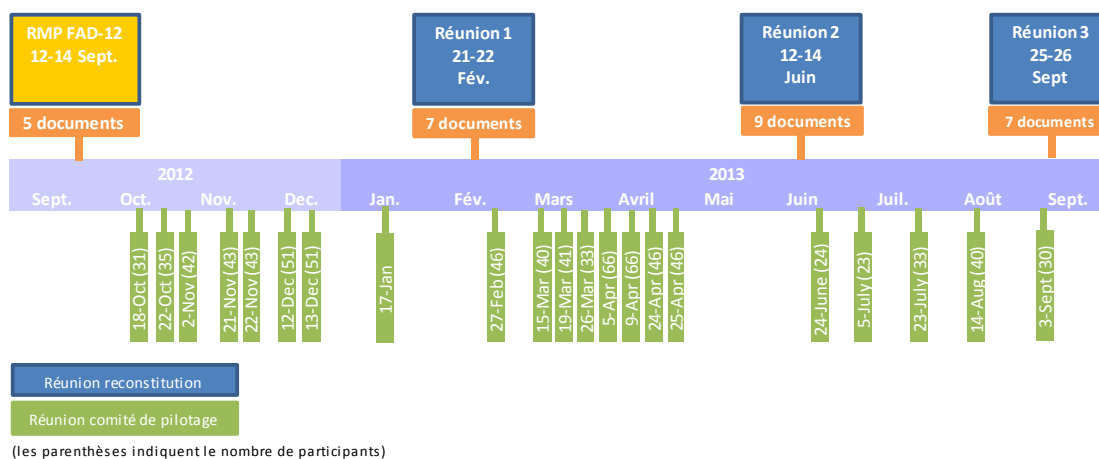 RMP FAD-12
12-14 Sept.
Réunion 1
21-22
Fév.
Réunion 2
12-14
Juin
Réunion 3
25-26
Sept
5 documents
7 documents
9 documents
7 documents
2012
2013
Sept.
Oct.
Nov.
Dec.
Jan.
Fév.
Mars
Avril
Mai
Juin
Juil.
Août
Sept.
18-Oct (31)
22-Oct (35)
2-Nov (42)
21-Nov (43)
22-Nov (43)
12-Dec (51)
13-Dec (51)
17-Jan
27-Feb (46)
15-Mar (40)
19-Mar (41)
26-Mar (33)
5-Apr (66)
9-Apr (66)
24-Apr (46)
25-Apr (46)
24-June (24)
5-July (23)
23-July (33)
14-Aug (40)
3-Sept (30)
Réunion reconstitution
Réunion comité de pilotage
(les parenthèses indiquent le nombre de participants)